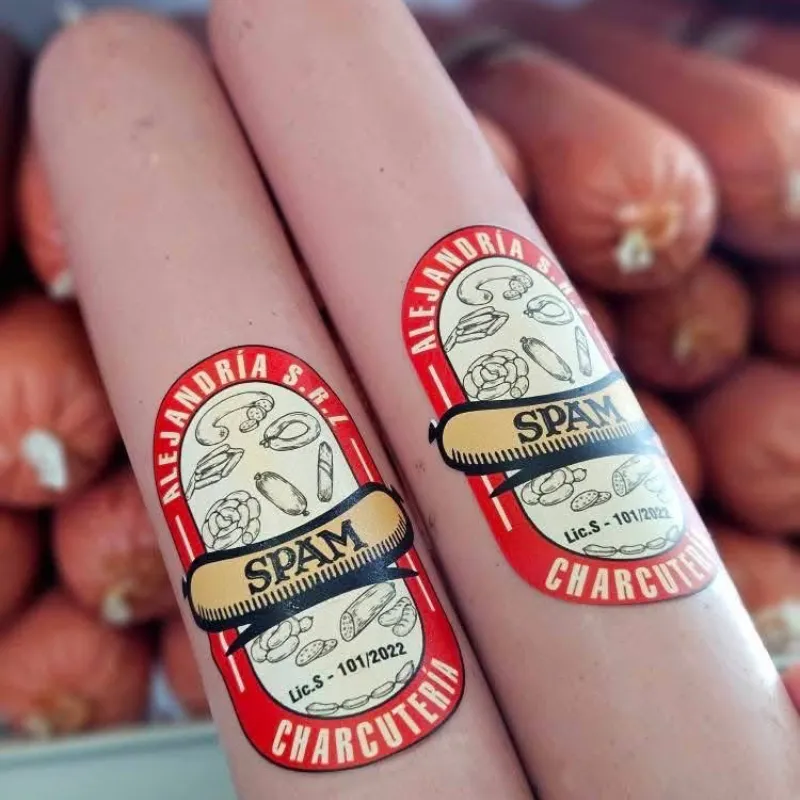 ALEJANDRÍA S.R.L
SPAM
Lic.S - 101/2022
CHARCUTERÍA
ALEJANDRÍA S.R.L
SPAM
Lic.S - 101/2022
CHARCUTERÍA